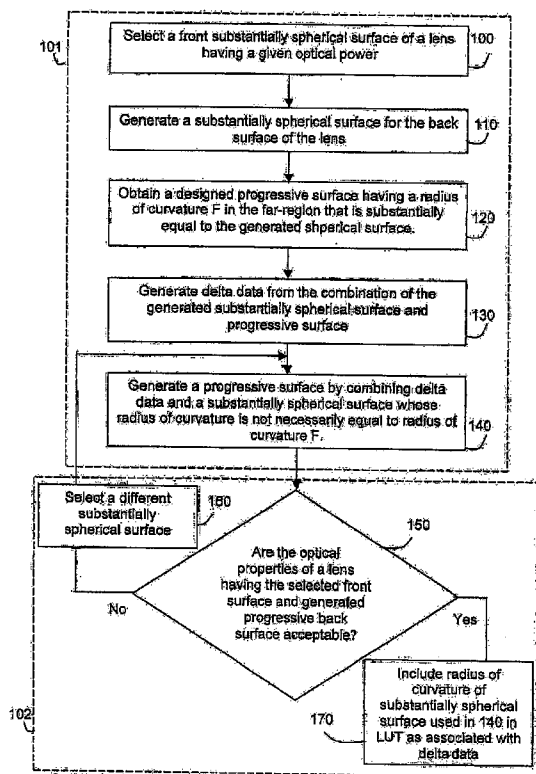 101
Select a front substantially spherical surface of a lens
having a given optical power
100
Generate a substantially spherical surface for the back
surface of the lens
110
Obtain a designed progressive surface having a radius
of curvature F in the far-region that is substantially
equal to the generated shperical surface.
120
Generate delta data from the combination of the
generated substantially spherical surface and
progressive surface
130
Generate a progressive surface by combining delta
data and a substantially spherical surface whose
radius of curvature is not necessarily equal to radius of
curvature F.
140
Select a different
substantially
spherical surface
160
150
Are the optical
properties of a lens
having the selected front
surface and generated
progressive back
surface acceptable?
No
Yes
Include radius of
curvature of
substantially spherical
surface used in 140 in
LUT as associated with
delta data
170
102